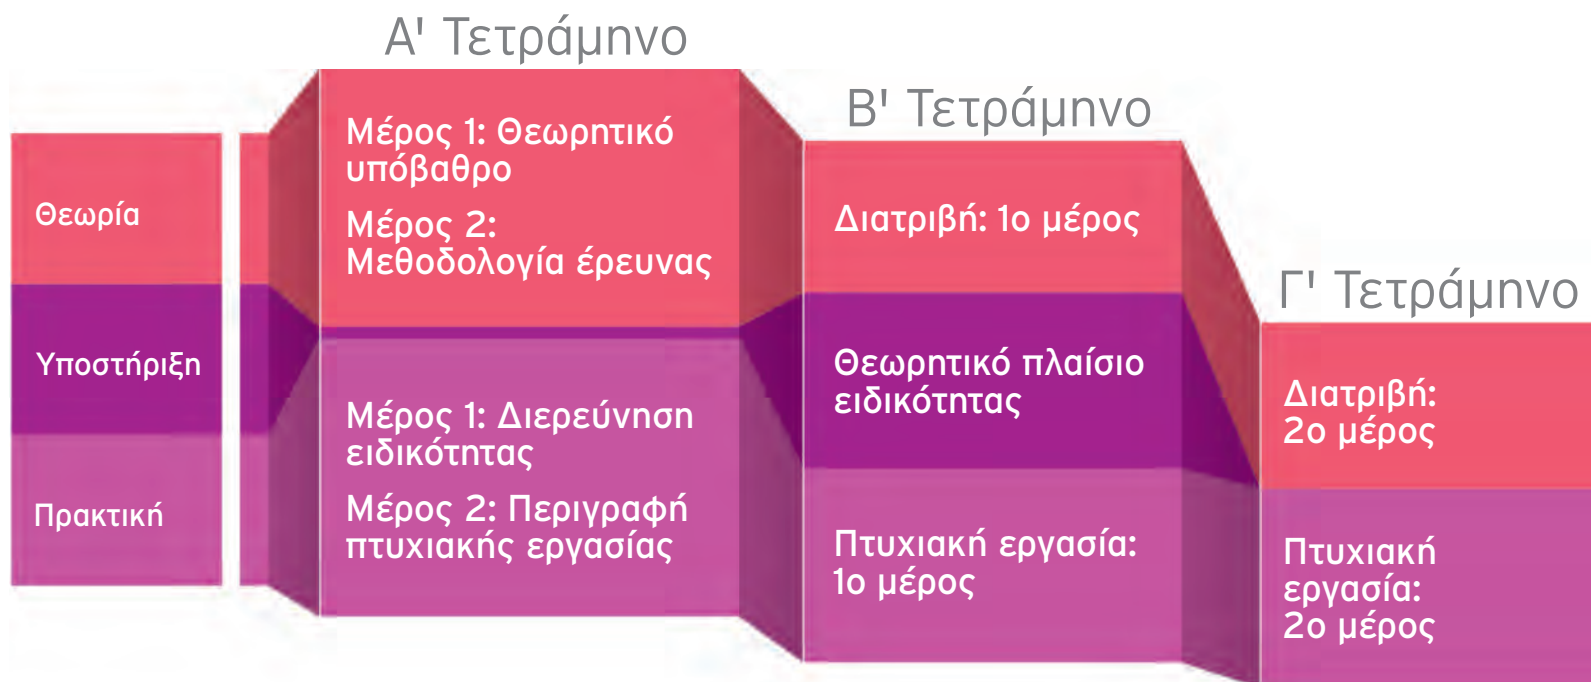 Α' Τετράμηνο
Β' Τετράμηνο
Γ' Τετράμηνο
Θεωρία
Υποστήριξη
Πρακτική
Μέρος 1: Θεωρητικό
υπόβαθρο
Μέρος 2:
Μεθοδολογία έρευνας
Μέρος 1: Διερεύνηση
ειδικότητας
Μέρος 2: Περιγραφή
πτυχιακής εργασίας
Διατριβή: 1ο μέρος
Θεωρητικό πλαίσιο
ειδικότητας
Πτυχιακή εργασία:
1ο μέρος
Διατριβή:
2ο μέρος
Πτυχιακή
εργασία:
2ο μέρος